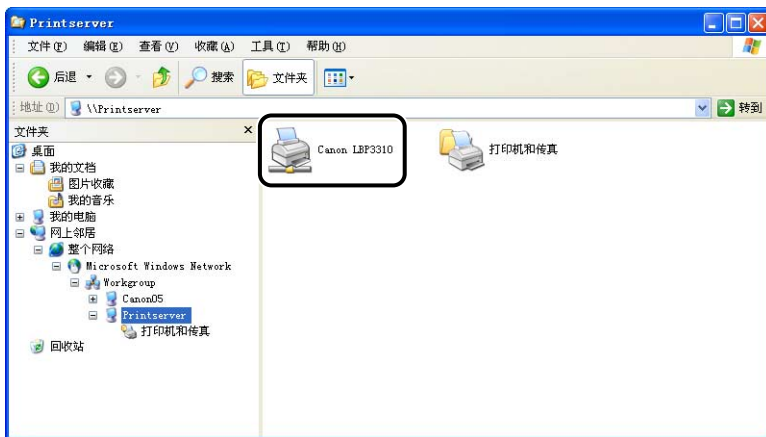 Printserver
文件(F) 编辑(E) 查看(V) 收藏(A) 工具(T) 帮助(H)
后退 搜索 文件夹
地址(D) \\Printserver 转到
文件夹 ×
桌面
我的文档
图片收藏
我的音乐
我的电脑
网上邻居
整个网络
Microsoft Windows Network
Workgroup
Canon05
Printserver
打印机和传真
回收站
Canon LBP3310
打印机和传真